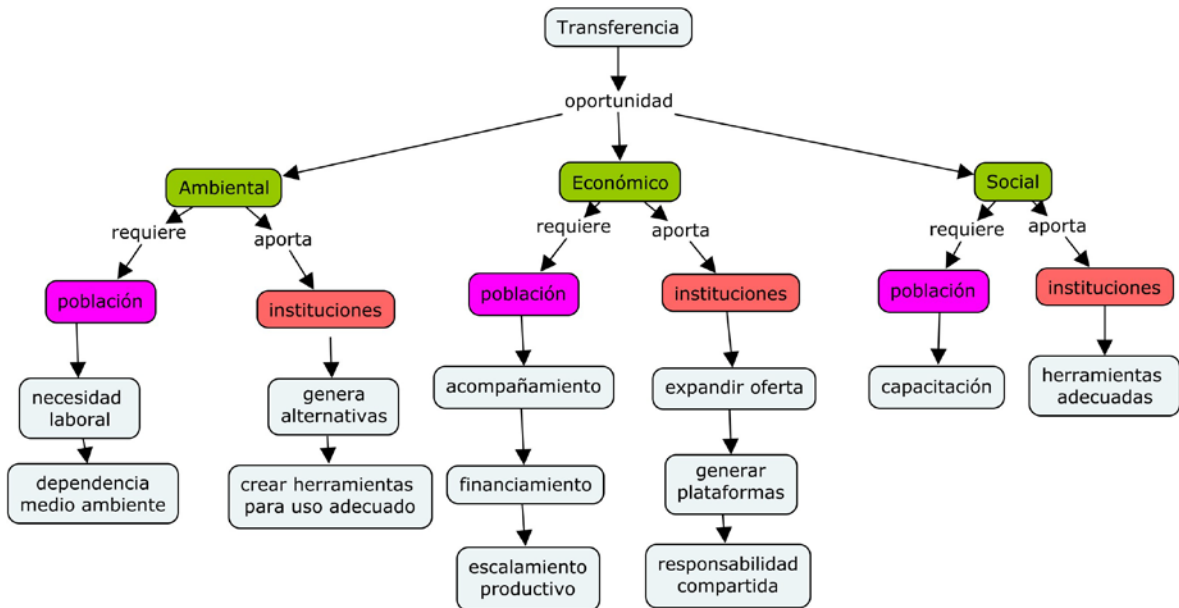 Transferencia
oportunidad
Ambiental
Económico
Social
requiere
aporta
requiere
aporta
requiere
aporta
población
instituciones
población
instituciones
población
instituciones
necesidad
laboral
genera
alternativas
acompañamiento
expandir oferta
capacitación
herramientas
adecuadas
dependencia
medio ambiente
crear herramientas
para uso adecuado
financiamiento
generar
plataformas
escalamiento
productivo
responsabilidad
compartida